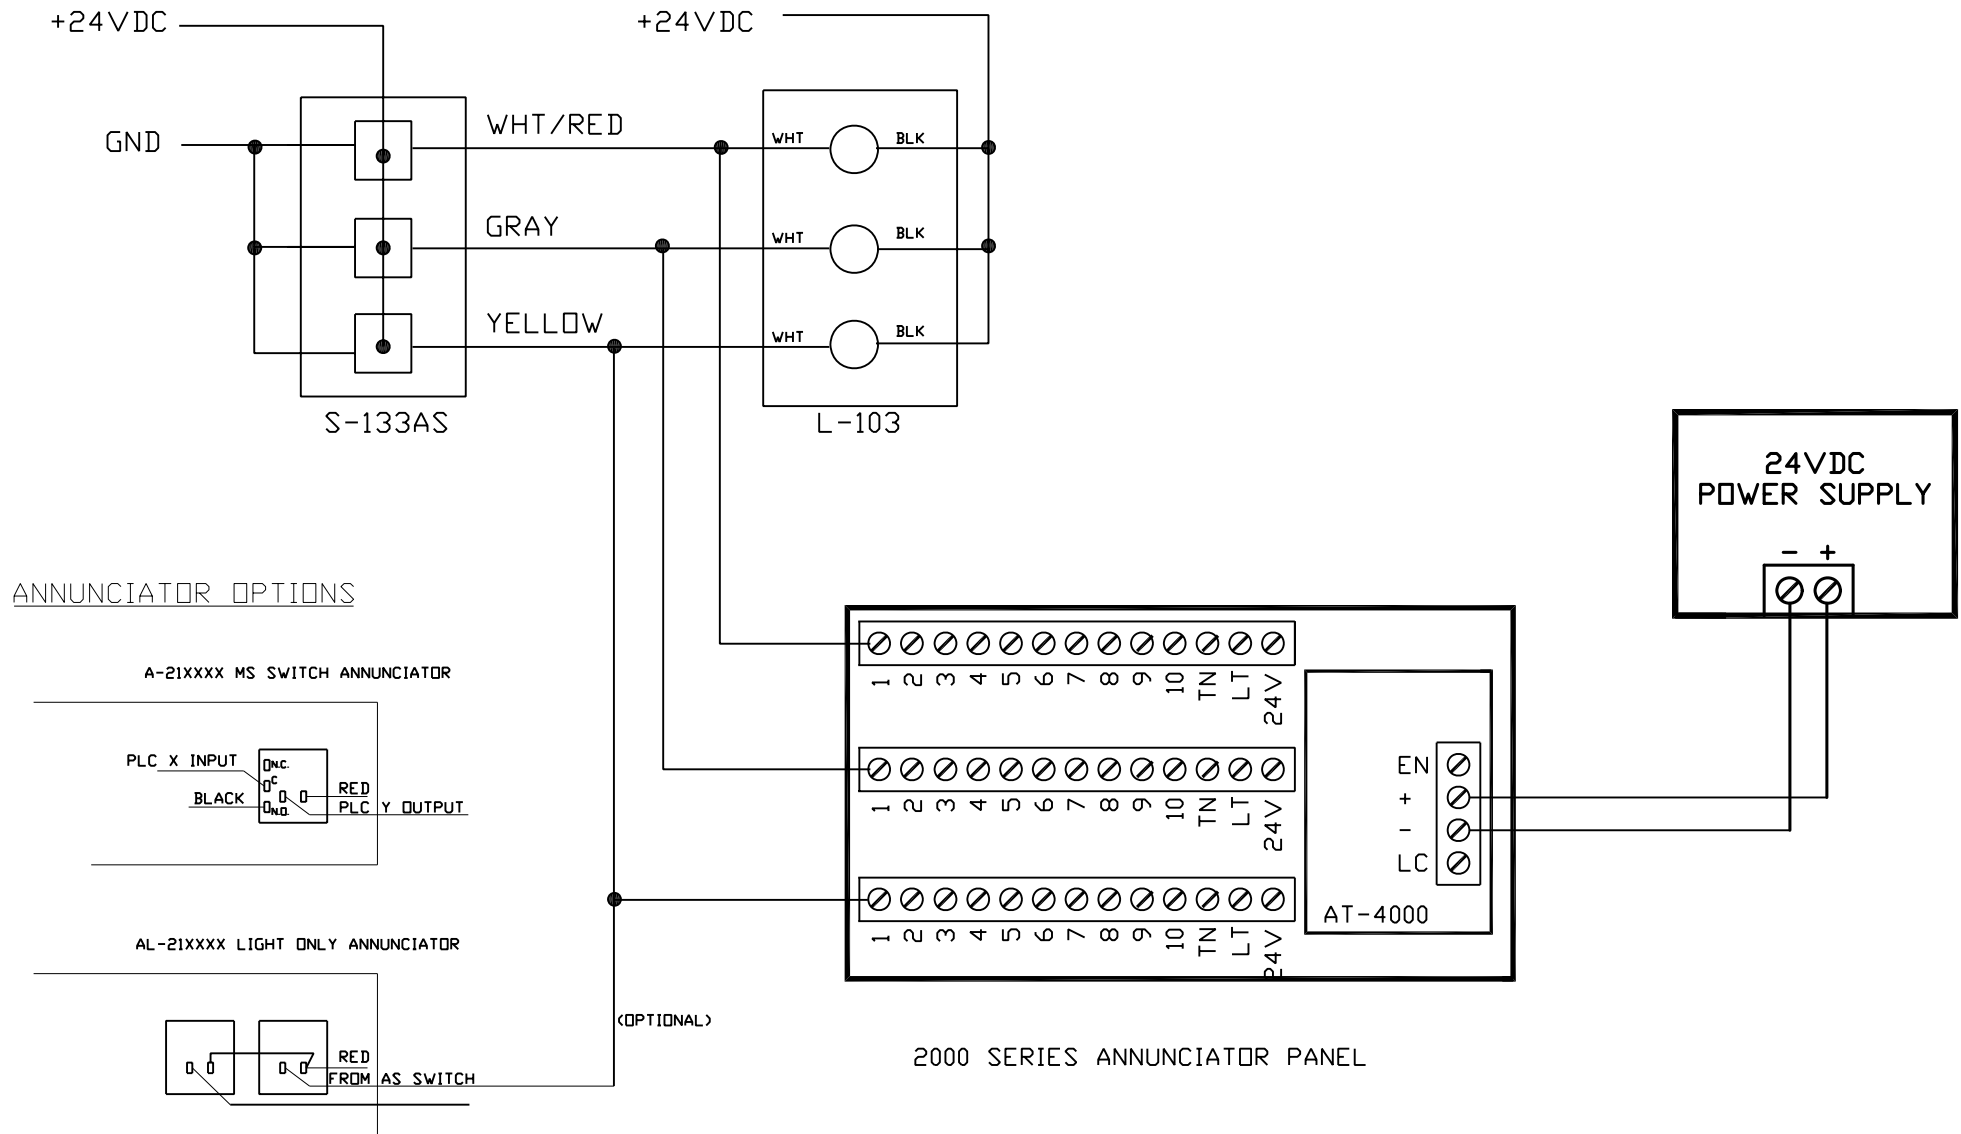 +24VDC
+24VDC
GND
WHT/RED
WHT
BLK
GRAY
WHT
BLK
YELLOW
WHT
BLK
S-133AS
L-103
24VDC
POWER SUPPLY
- +
ANNUNCIATOR OPTIONS
A-21XXXX MS SWITCH ANNUNCIATOR
PLC X INPUT
N.C.
C
RED
BLACK
N.O.
PLC Y OUTPUT
1 2 3 4 5 6 7 8 9 10 TN LT 24V
1 2 3 4 5 6 7 8 9 10 TN LT 24V
1 2 3 4 5 6 7 8 9 10 TN LT 24V
EN
+
-
LC
AT-4000
AL-21XXXX LIGHT ONLY ANNUNCIATOR
(OPTIONAL)
RED
FROM AS SWITCH
2000 SERIES ANNUNCIATOR PANEL